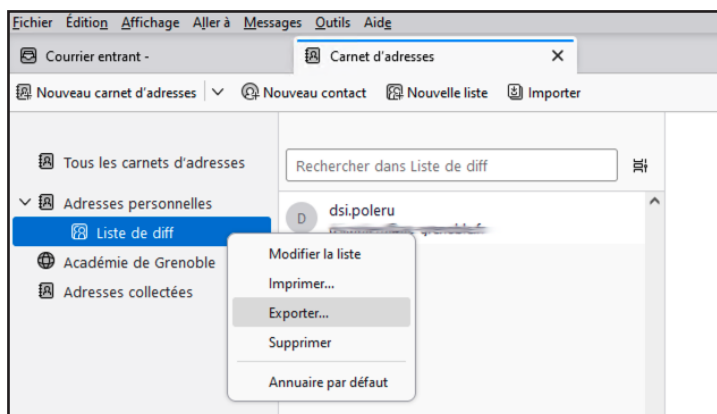 Fichier Édition Affichage Aller à Messages Outils Aide
Courrier entrant -
Carnet d'adresses
Nouveau carnet d'adresses Nouveau contact Nouvelle liste Importer
Tous les carnets d'adresses
Rechercher dans Liste de diff
Adresses personnelles
D
dsi.poleru
Liste de diff
Académie de Grenoble
Adresses collectées
Modifier la liste
Imprimer...
Exporter...
Supprimer
Annuaire par défaut